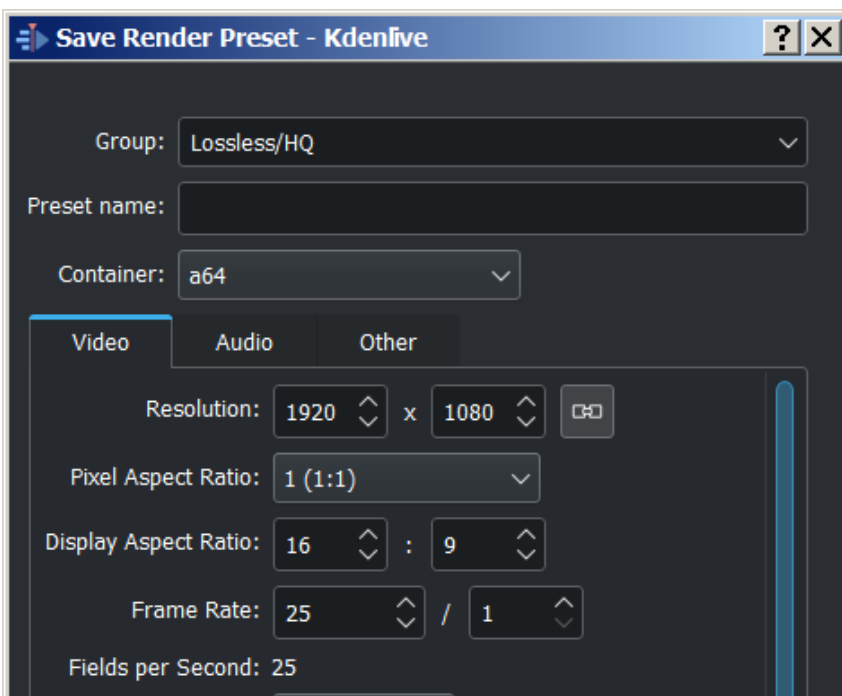 Save Render Preset - Kdenlive
Group: Lossless/HQ
Preset name:
Container: a64
Video Audio Other
Resolution: 1920 x 1080
Pixel Aspect Ratio: 1 (1:1)
Display Aspect Ratio: 16 : 9
Frame Rate: 25 / 1
Fields per Second: 25